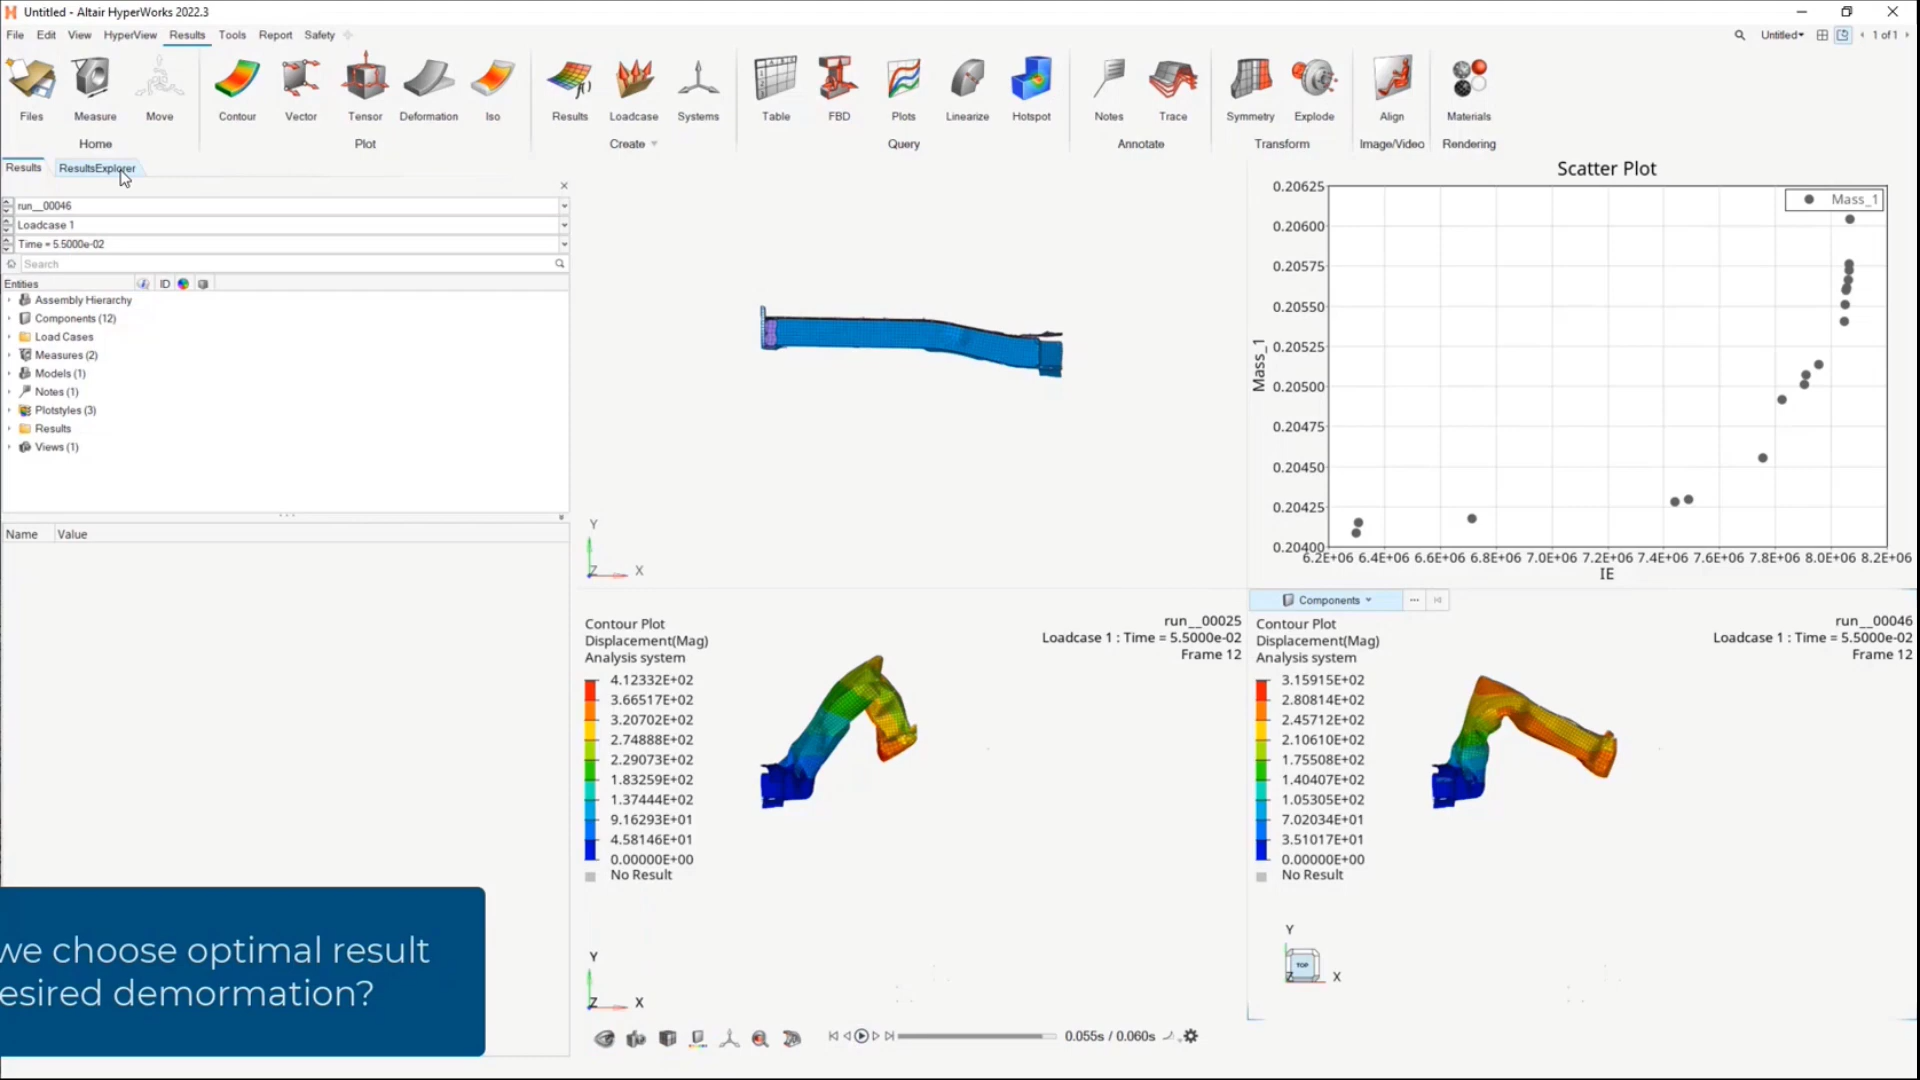 Untitled - Altair HyperWorks 2022.3
File Edit View HyperView Results Tools Report Safety
Untitled 1 of 1
Files Measure Move Contour Vector Tensor Deformation Iso Results Loadcase Systems Table FBD Plots Linearize Hotspot Notes Trace Symmetry Explode Align Materials
Home Plot Create Query Annotate Transform Image/Video Rendering
Results ResultsExplorer
run__00046
Loadcase 1
Time = 5.5000e-02
Search
Entities ID
Assembly Hierarchy
Components (12)
Load Cases
Measures (2)
Models (1)
Notes (1)
Plotstyles (3)
Results
Views (1)
Name Value
we choose optimal result
esired demormation?
Y
Z X
Scatter Plot
Mass_1
0.20625
0.20600
0.20575
0.20550
0.20525
0.20500
0.20475
0.20450
0.20425
0.20400
Mass_1
6.2E+06 6.4E+06 6.6E+06 6.8E+06 7.0E+06 7.2E+06 7.4E+06 7.6E+06 7.8E+06 8.0E+06 8.2E+06
IE
Contour Plot
Displacement(Mag)
Analysis system
run__00025
Loadcase 1 : Time = 5.5000e-02
Frame 12
4.12332E+02
3.66517E+02
3.20702E+02
2.74888E+02
2.29073E+02
1.83259E+02
1.37444E+02
9.16293E+01
4.58146E+01
0.00000E+00
No Result
Y
Z X
Components
Contour Plot
Displacement(Mag)
Analysis system
run__00046
Loadcase 1 : Time = 5.5000e-02
Frame 12
3.15915E+02
2.80814E+02
2.45712E+02
2.10610E+02
1.75508E+02
1.40407E+02
1.05305E+02
7.02034E+01
3.51017E+01
0.00000E+00
No Result
Y
TOP
Z X
0.055s / 0.060s